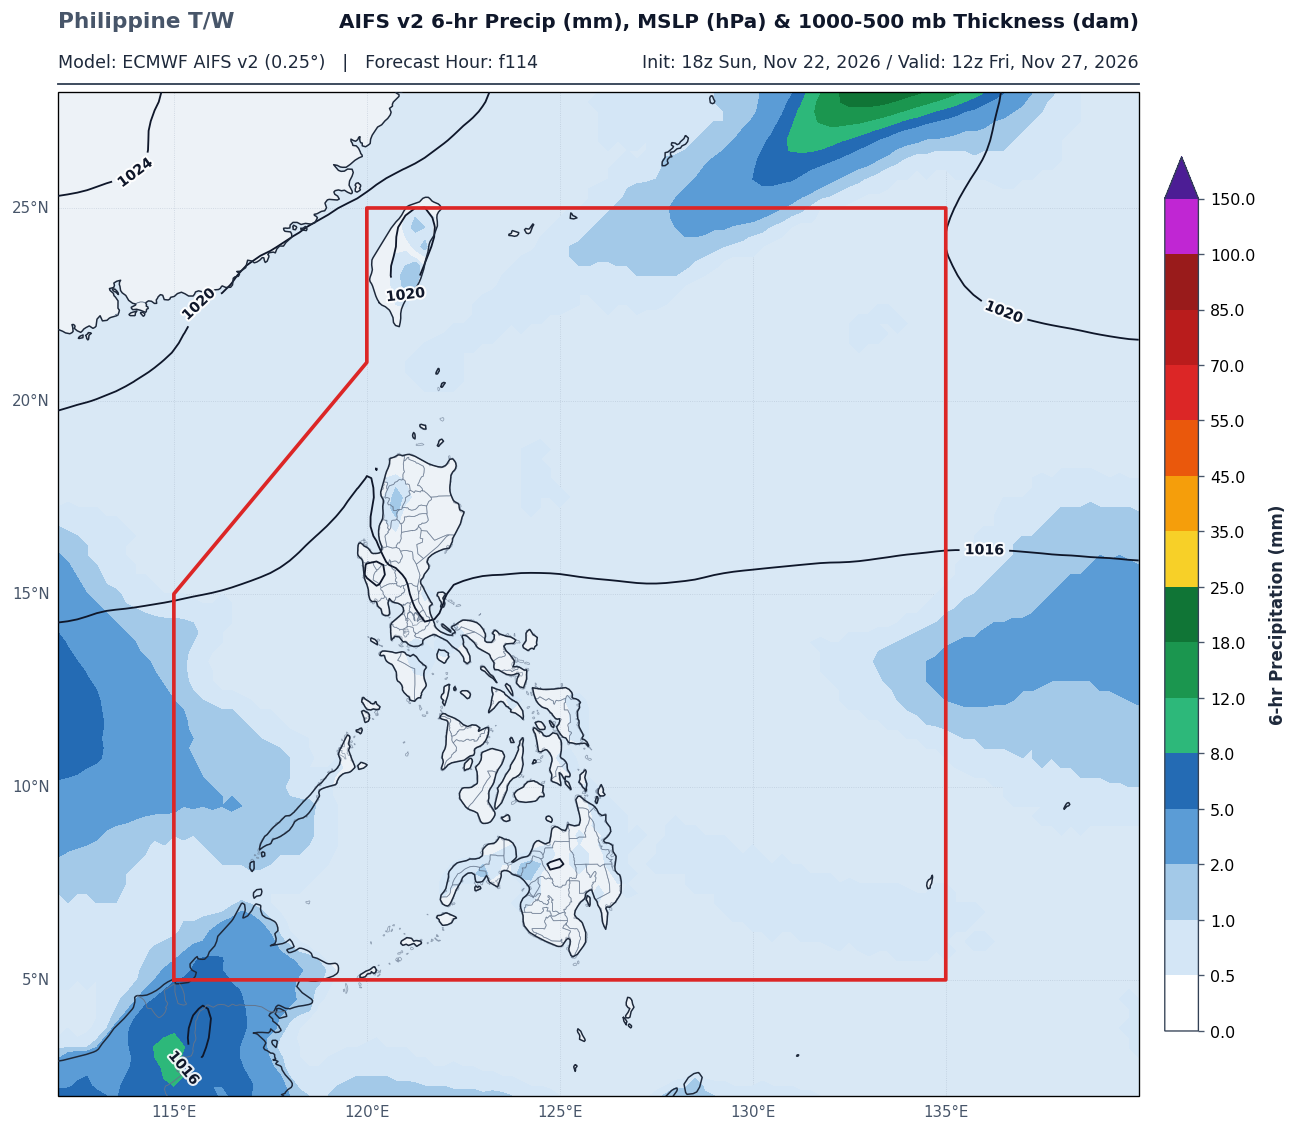 Philippine T/W
AIFS v2 6-hr Precip (mm), MSLP (hPa) & 1000-500 mb Thickness (dam)
Model: ECMWF AIFS v2 (0.25°) | Forecast Hour: f114
Init: 18z Sun, Nov 22, 2026 / Valid: 12z Fri, Nov 27, 2026
1024
1020
1020
1020
1016
1016
25°N
20°N
15°N
10°N
5°N
115°E
120°E
125°E
130°E
135°E
150.0
100.0
85.0
70.0
55.0
45.0
35.0
25.0
18.0
12.0
8.0
5.0
2.0
1.0
0.5
0.0
6-hr Precipitation (mm)